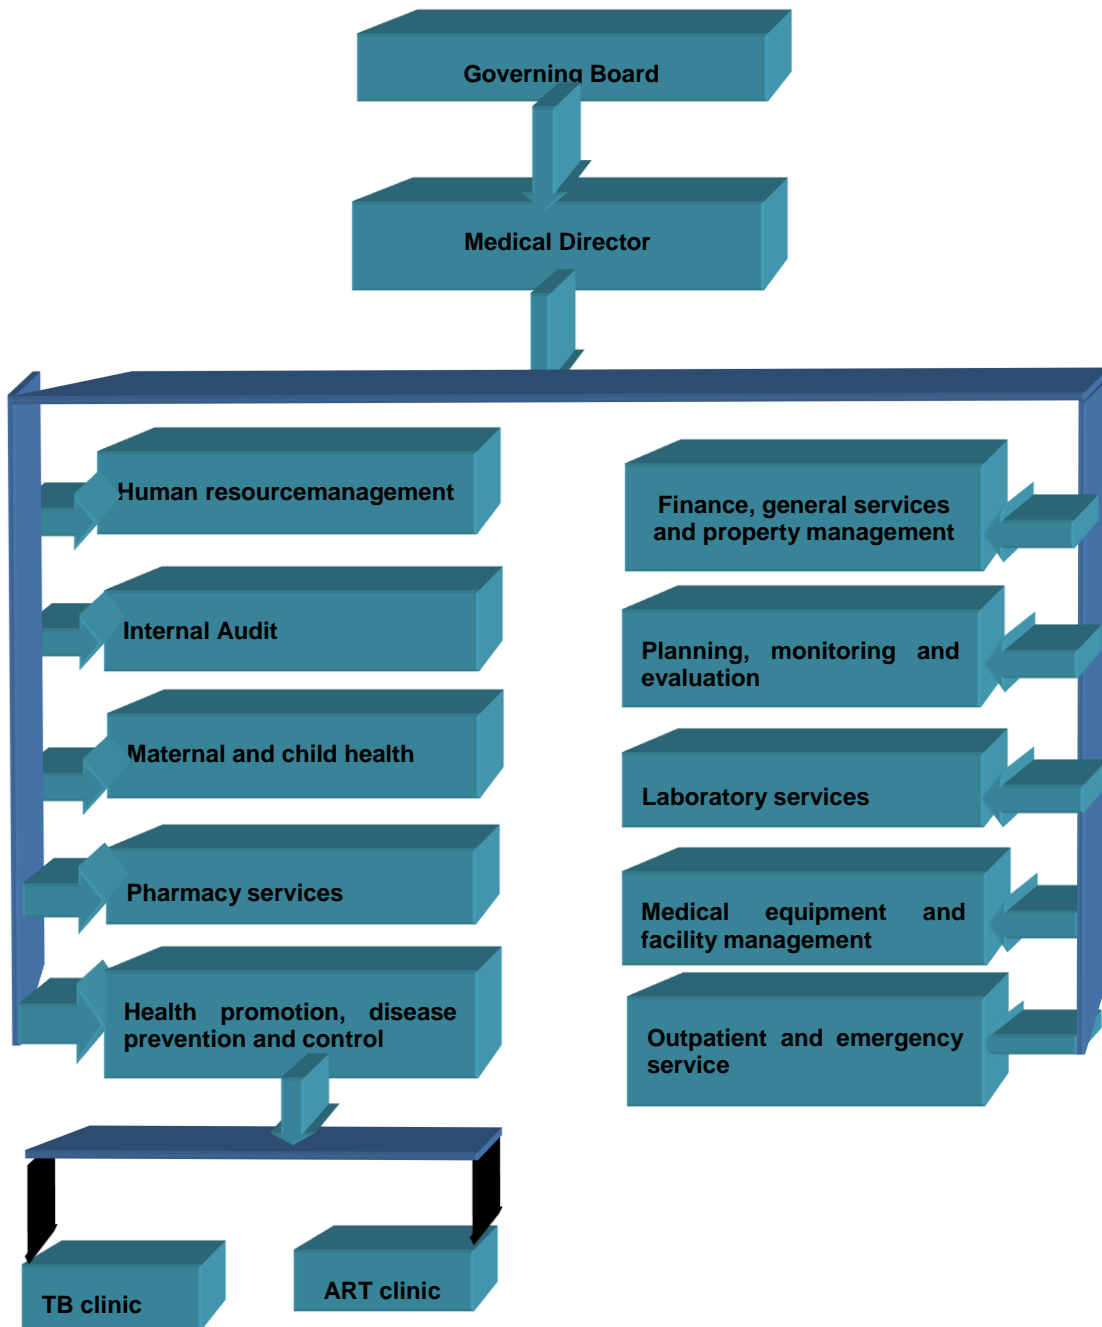 Governing Board
Medical Director
Human resourcemanagement
Internal Audit
Maternal and child health
Pharmacy services
Health promotion, disease
prevention and control
Finance, general services
and property management
Planning, monitoring and
evaluation
Laboratory services
Medical equipment and
facility management
Outpatient and emergency
service
TB clinic
ART clinic